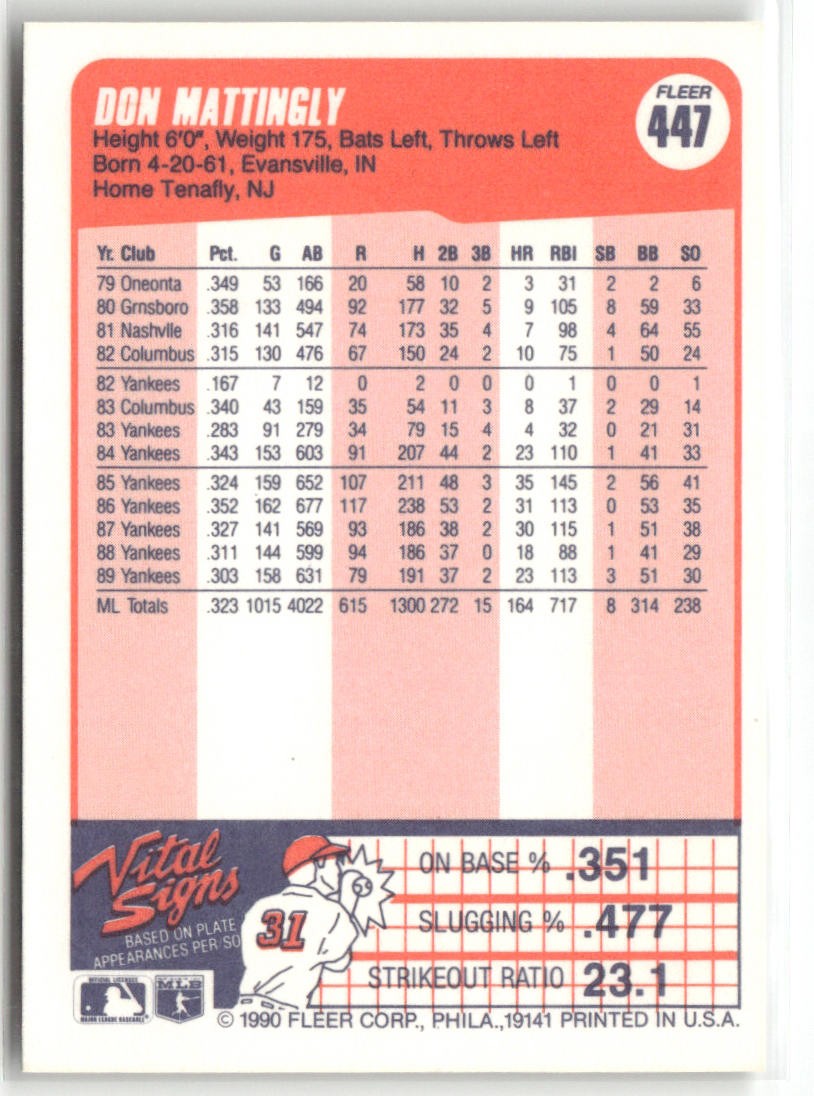 DON MATTINGLY
FLEER
447
Height 6'0", Weight 175, Bats Left, Throws Left
Born 4-20-61, Evansville, IN
Home Tenafly, NJ
Yr. Club Pct. G AB R H 2B 3B HR RBI SB BB SO
79 Oneonta .349 53 166 20 58 10 2 3 31 2 2 6
80 Grnsboro .358 133 494 92 177 32 5 9 105 8 59 33
81 Nashvlle .316 141 547 74 173 35 4 7 98 4 64 55
82 Columbus .315 130 476 67 150 24 2 10 75 1 50 24
82 Yankees .167 7 12 0 2 0 0 0 1 0 0 1
83 Columbus .340 43 159 35 54 11 3 8 37 2 29 14
83 Yankees .283 91 279 34 79 15 4 4 32 0 21 31
84 Yankees .343 153 603 91 207 44 2 23 110 1 41 33
85 Yankees .324 159 652 107 211 48 3 35 145 2 56 41
86 Yankees .352 162 677 117 238 53 2 31 113 0 53 35
87 Yankees .327 141 569 93 186 38 2 30 115 1 51 38
88 Yankees .311 144 599 94 186 37 0 18 88 1 41 29
89 Yankees .303 158 631 79 191 37 2 23 113 3 51 30
ML Totals .323 1015 4022 615 1300 272 15 164 717 8 314 238
Vital
Signs
BASED ON PLATE
APPEARANCES PER/SO
31
ON BASE % .351
SLUGGING % .477
STRIKEOUT RATIO 23.1
OFFICIAL LICENSEE
MAJOR LEAGUE BASEBALL
MLB
© 1990 FLEER CORP., PHILA.,19141 PRINTED IN U.S.A.